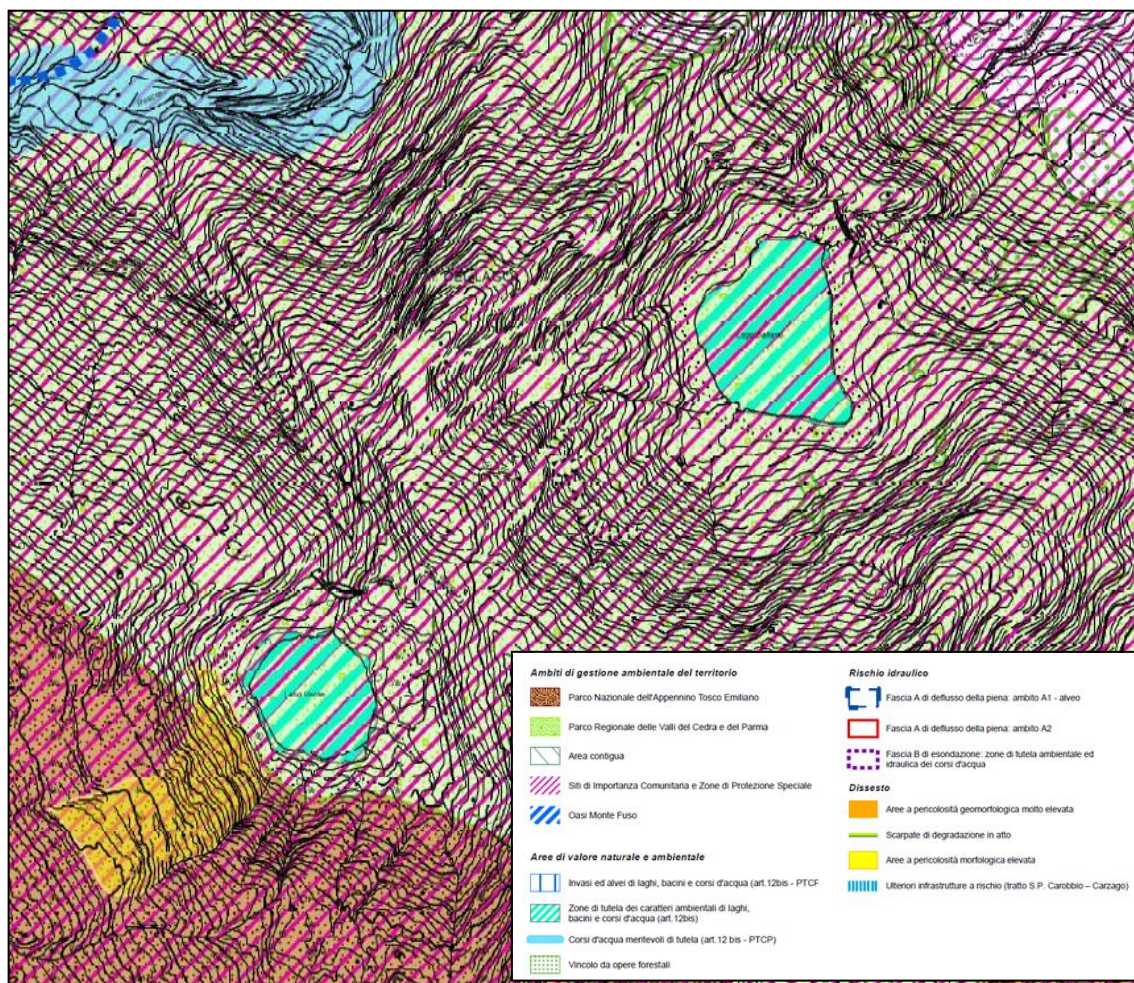 Lago Verde
Ambiti di gestione ambientale del territorio
Parco Nazionale dell'Appennino Tosco Emiliano
Parco Regionale delle Valli del Cedra e del Parma
Area contigua
Siti di Importanza Comunitaria e Zone di Protezione Speciale
Oasi Monte Fuso
Aree di valore naturale e ambientale
Invasi ed alvei di laghi, bacini e corsi d'acqua (art.12bis - PTCP
Zone di tutela dei caratteri ambientali di laghi,
bacini e corsi d'acqua (art.12bis)
Corsi d'acqua meritevoli di tutela (art.12 bis - PTCP)
Vincolo da opere forestali
Rischio idraulico
Fascia A di deflusso della piena: ambito A1 - alveo
Fascia A di deflusso della piena: ambito A2
Fascia B di esondazione: zone di tutela ambientale ed
idraulica dei corsi d'acqua
Dissesto
Aree a pericolosità geomorfologica molto elevata
Scarpate di degradazione in atto
Aree a pericolosità morfologica elevata
Ulteriori infrastrutture a rischio (tratto S.P. Carobbio – Carzago)